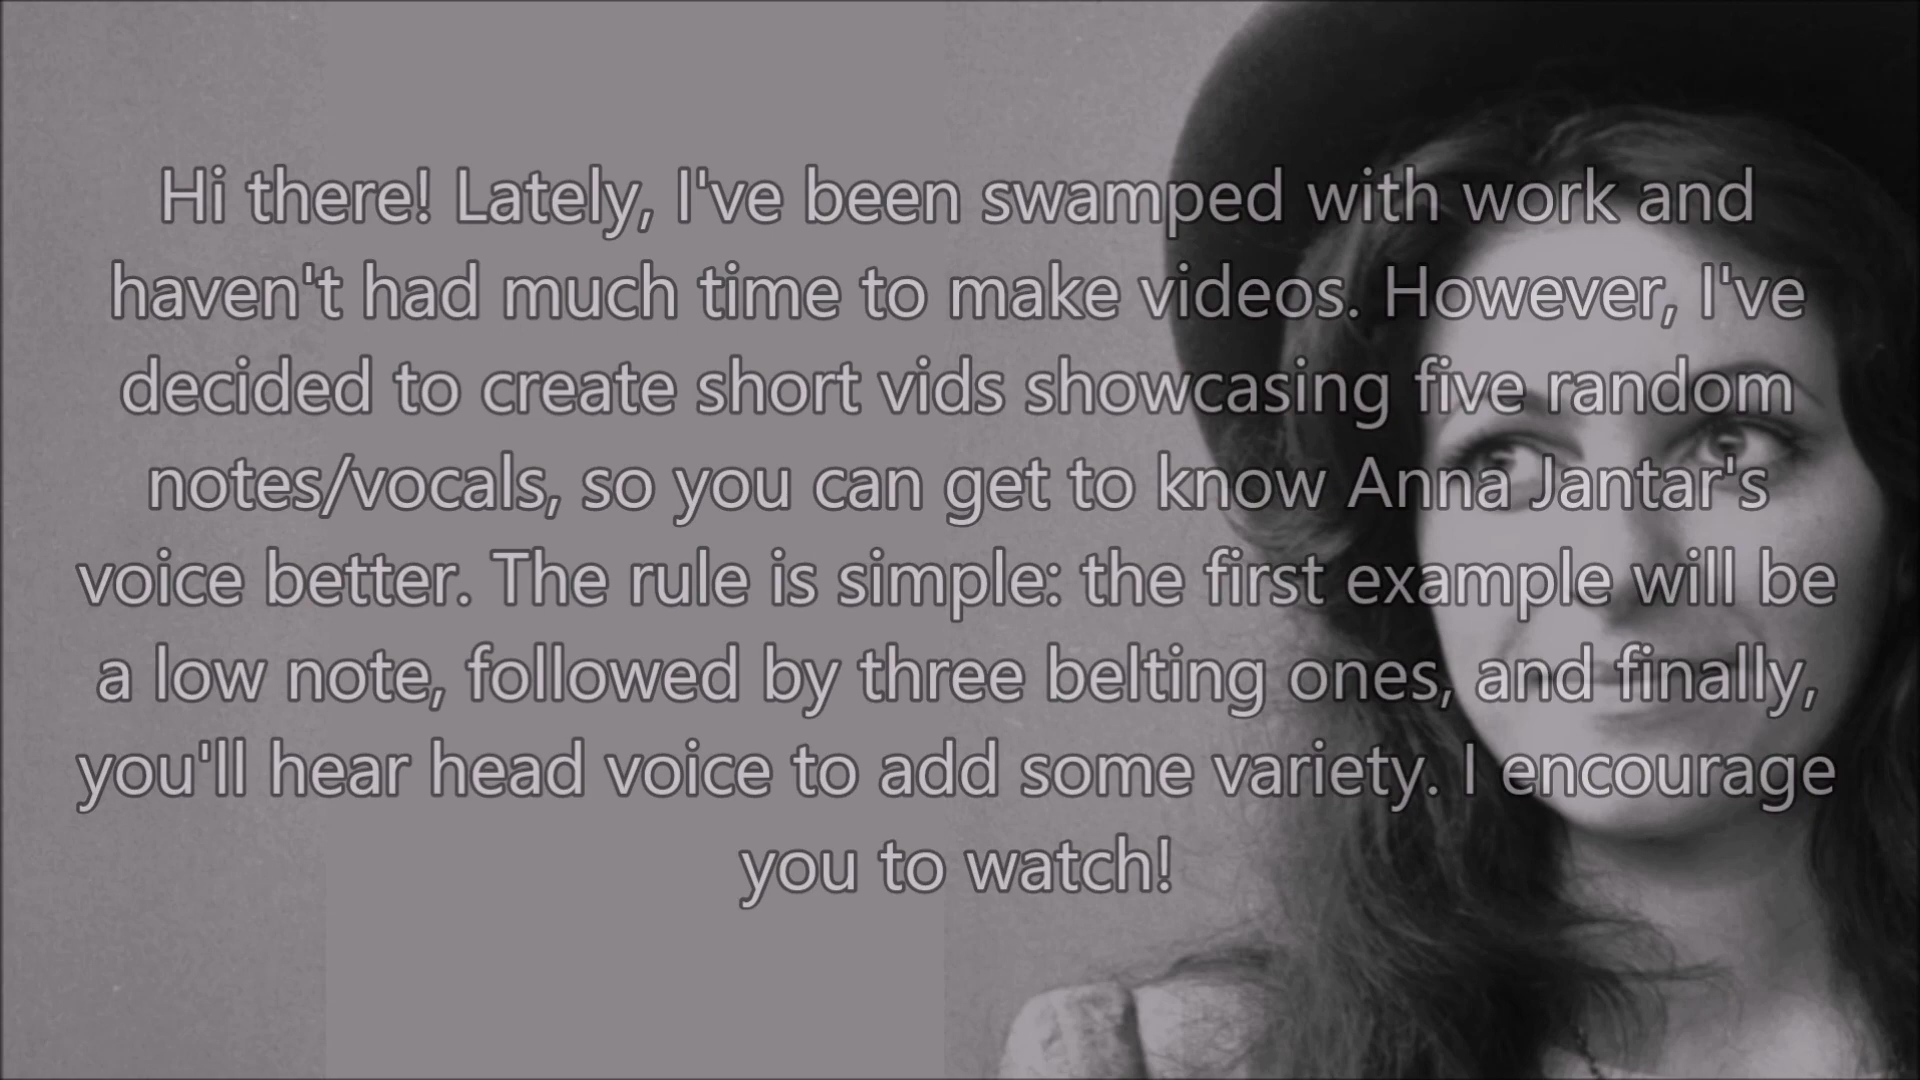 Hi there! Lately, I've been swamped with work and
haven't had much time to make videos. However, I've
decided to create short vids showcasing five random
notes/vocals, so you can get to know Anna Jantar's
voice better. The rule is simple: the first example will be
a low note, followed by three belting ones, and finally,
you'll hear head voice to add some variety. I encourage
you to watch!